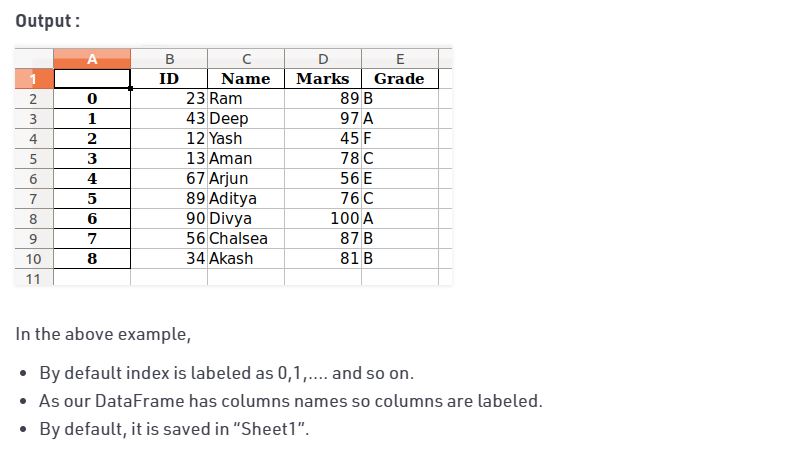 Output :
A B C D E
1 ID Name Marks Grade
2 0 23 Ram 89 B
3 1 43 Deep 97 A
4 2 12 Yash 45 F
5 3 13 Aman 78 C
6 4 67 Arjun 56 E
7 5 89 Aditya 76 C
8 6 90 Divya 100 A
9 7 56 Chalsea 87 B
10 8 34 Akash 81 B
11
In the above example,
• By default index is labeled as 0,1,.... and so on.
• As our DataFrame has columns names so columns are labeled.
• By default, it is saved in “Sheet1”.